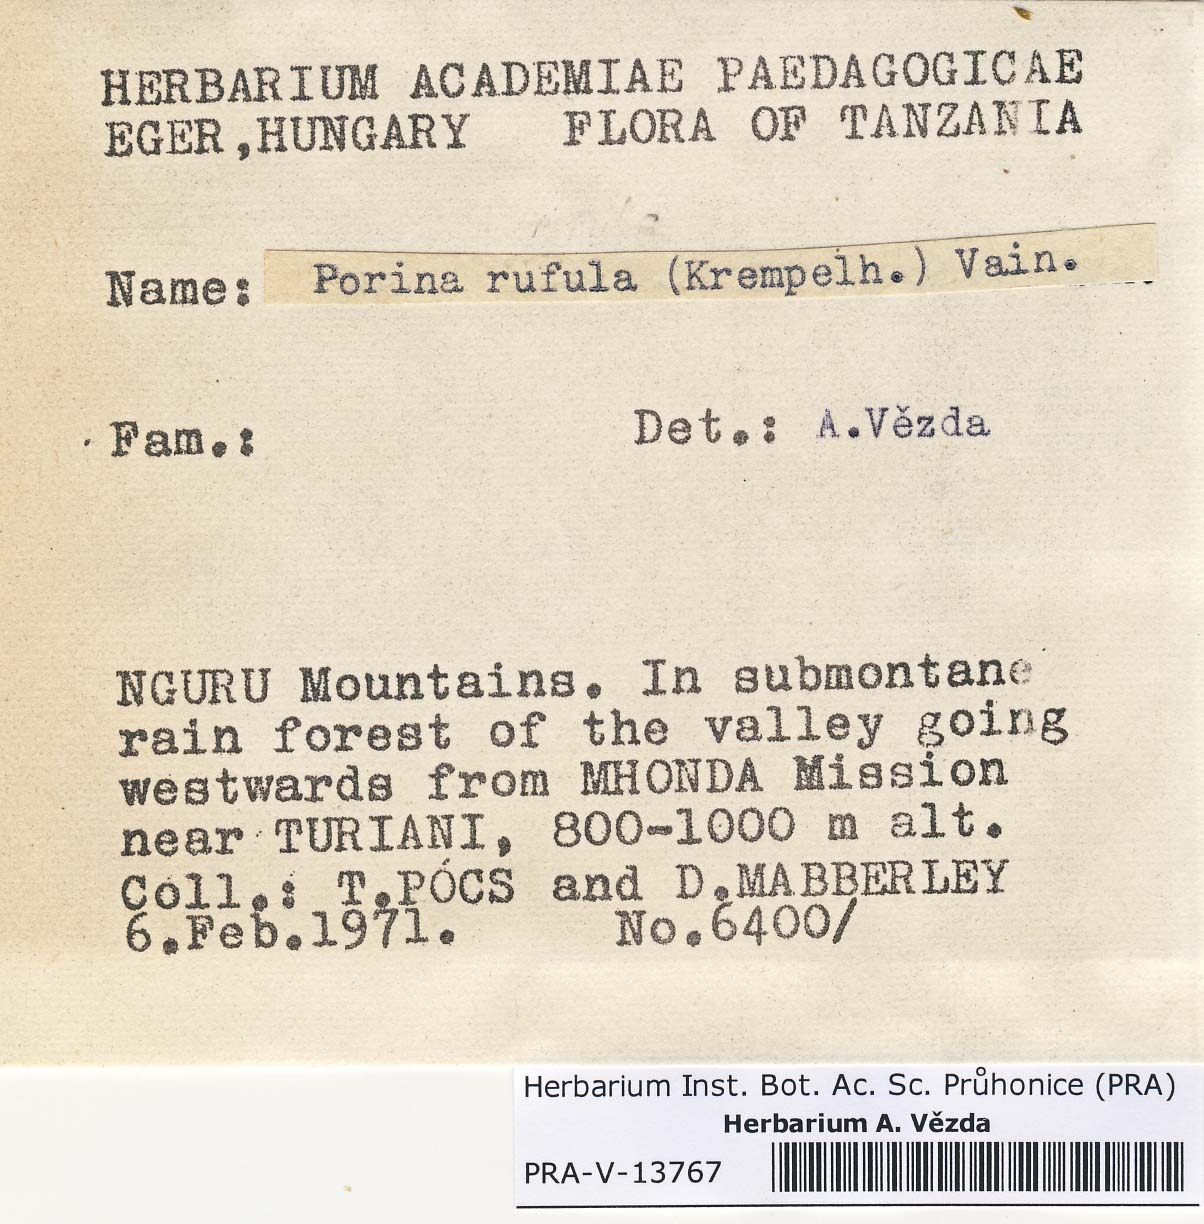 HERBARIUM ACADEMIAE PAEDAGOGICAE
EGER,HUNGARY FLORA OF TANZANIA
Name: Porina rufula (Krempelh.) Vain.
Fam.: Det.: A.Vězda
NGURU Mountains. In submontane
rain forest of the valley going
westwards from MHONDA Mission
near TURIANI, 800-1000 m alt.
Coll.: T.PÓCS and D.MABBERLEY
6.Feb.1971. No.6400/
Herbarium Inst. Bot. Ac. Sc. Průhonice (PRA)
Herbarium A. Vězda
PRA-V-13767